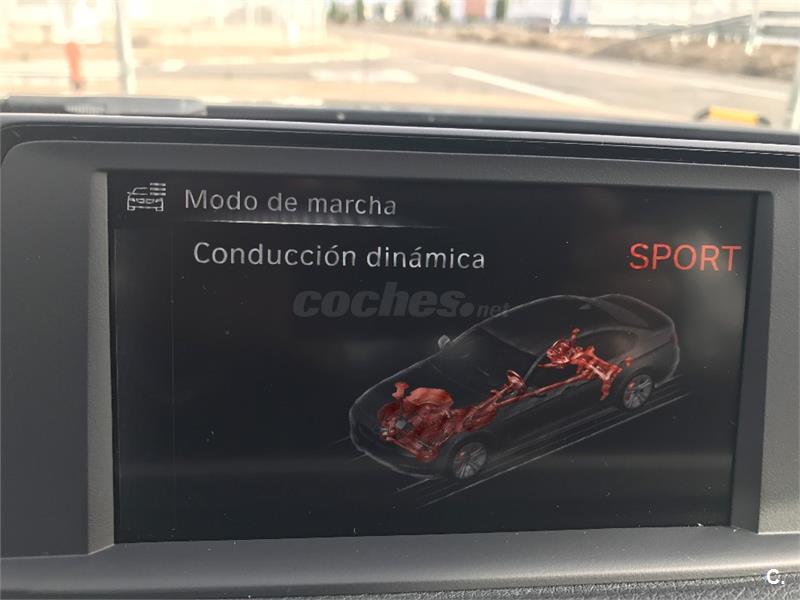 Modo de marcha
Conducción dinámica SPORT
coches.net
C.